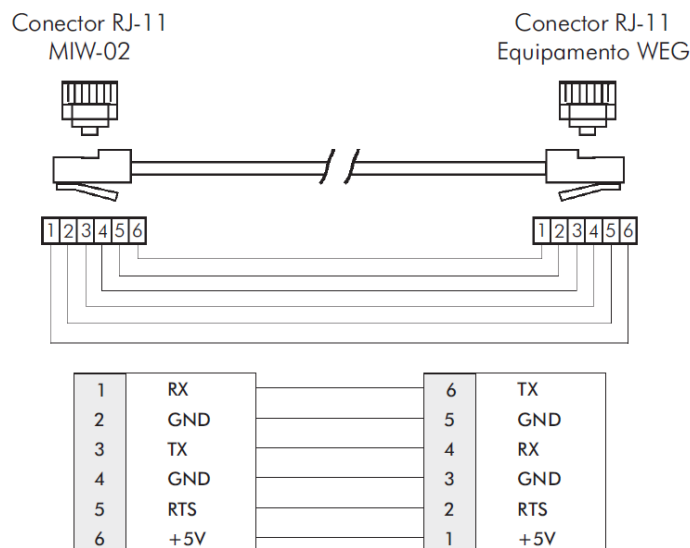 Conector RJ-11
MIW-02
Conector RJ-11
Equipamento WEG
1 2 3 4 5 6
1 2 3 4 5 6
1 RX 6 TX
2 GND 5 GND
3 TX 4 RX
4 GND 3 GND
5 RTS 2 RTS
6 +5V 1 +5V